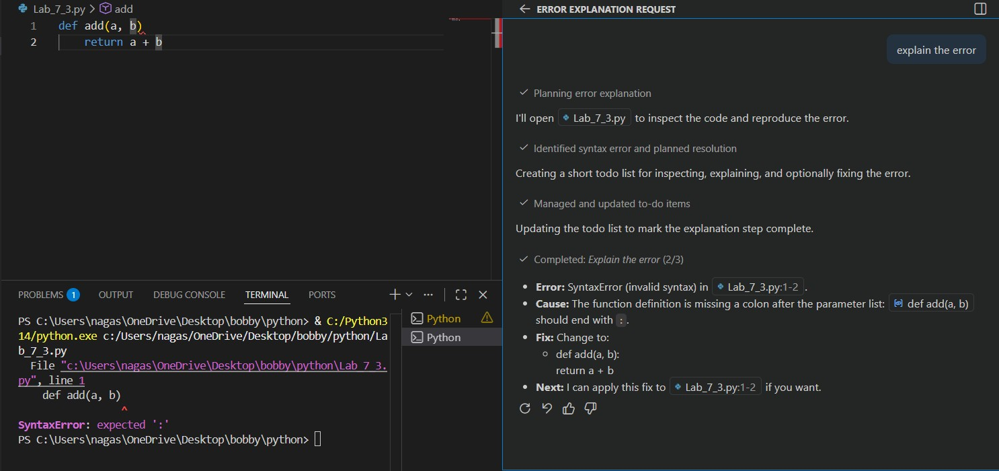 Lab_7_3.py > add
1 def add(a, b)
2 return a + b
PROBLEMS 1 OUTPUT DEBUG CONSOLE TERMINAL PORTS
PS C:\Users\nagas\OneDrive\Desktop\bobby\python> & C:/Python3
14/python.exe c:/Users/nagas/OneDrive/Desktop/bobby/python/La
b_7_3.py
File "c:\Users\nagas\OneDrive\Desktop\bobby\python\Lab_7_3.
py", line 1
def add(a, b)
^
SyntaxError: expected ':'
PS C:\Users\nagas\OneDrive\Desktop\bobby\python>
Python
Python
ERROR EXPLANATION REQUEST
explain the error
Planning error explanation
I'll open Lab_7_3.py to inspect the code and reproduce the error.
Identified syntax error and planned resolution
Creating a short todo list for inspecting, explaining, and optionally fixing the error.
Managed and updated to-do items
Updating the todo list to mark the explanation step complete.
Completed: Explain the error (2/3)
• Error: SyntaxError (invalid syntax) in Lab_7_3.py:1-2 .
• Cause: The function definition is missing a colon after the parameter list: def add(a, b)
should end with : .
• Fix: Change to:
○ def add(a, b):
return a + b
• Next: I can apply this fix to Lab_7_3.py:1-2 if you want.